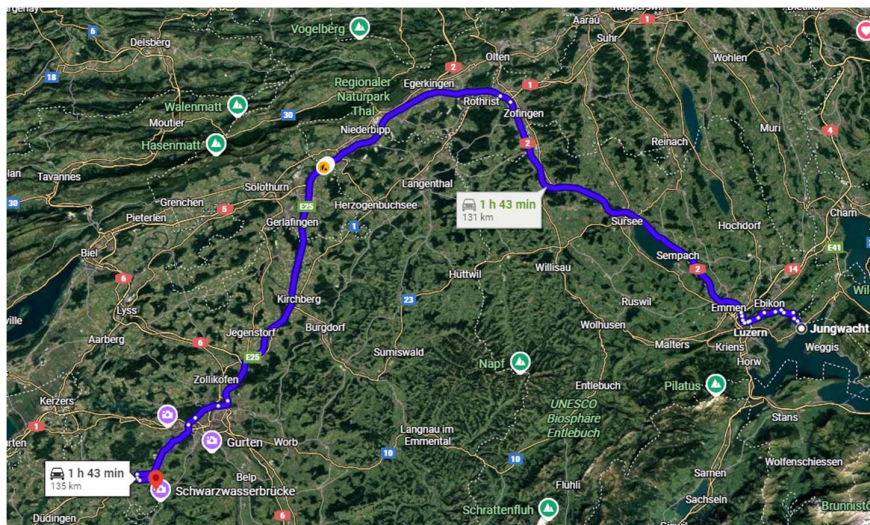 Vogelberg
Aarau
Suhr
Delsberg
Wohlen
Olten
Egerkingen
Regionaler
Naturpark
Thal
Rothrist
Zofingen
Walenmatt
Moutier
Niederbipp
Reinach
Muri
Hasenmatt
Tavannes
Langenthal
Solothurn
Grenchen
Herzogenbuchsee
1 h 43 min
131 km
Pieterlen
Gerlafingen
E25
Sursee
Cham
Hochdorf
E41
Biel
Sempach
Huttwil
Willisau
Kirchberg
Ruswil
Emmen
Ebikon
Lyss
Jegenstorf
Burgdorf
Wolhusen
Luzern
Jungwacht
Aarberg
Malters
Kriens
Weggis
E25
Sumiswald
Horw
Napf
Entlebuch
Pilatus
Zollikofen
Kerzers
UNESCO
Biosphäre
Entlebuch
Stans
Gurten
Worb
Langnau im
Emmental
Wolfenschiessen
1 h 43 min
135 km
Belp
Schwarzwasserbrücke
Flühli
Sarnen
Sachseln
Düdingen
Schrattenfluh
Brunnist